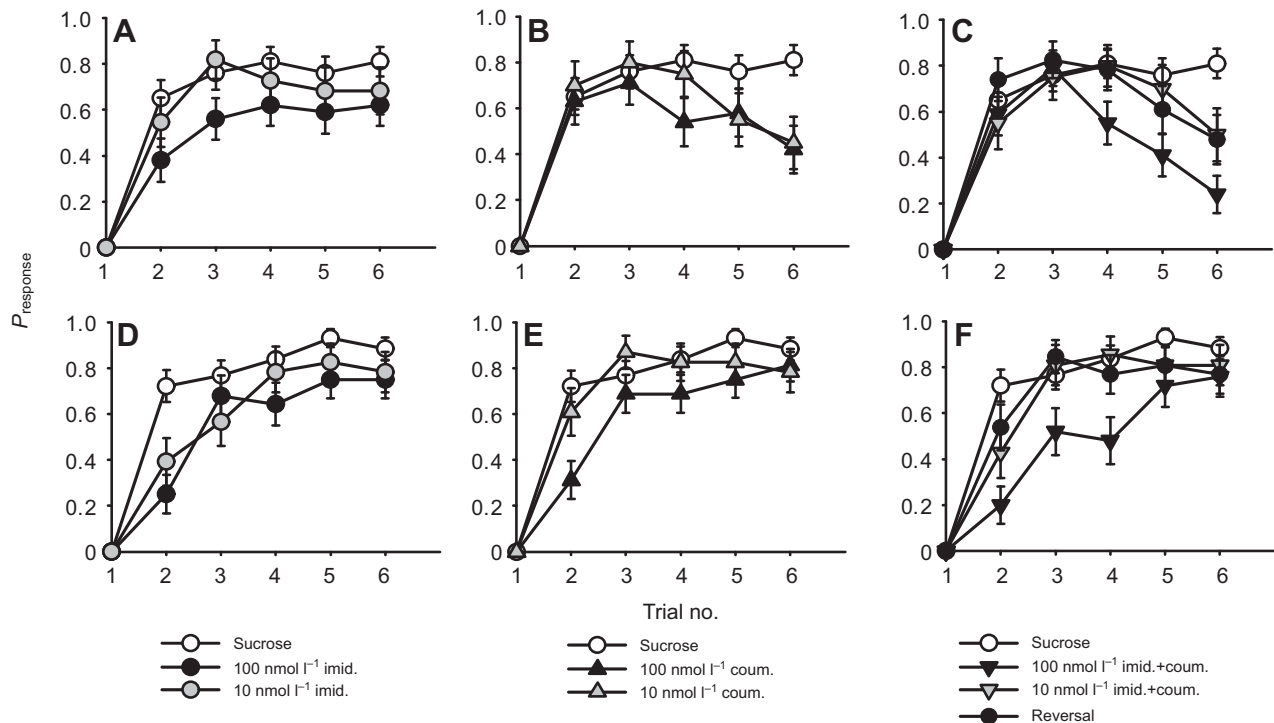 A
B
C
1.0
0.8
0.6
0.4
0.2
0
1 2 3 4 5 6
1.0
0.8
0.6
0.4
0.2
0
1 2 3 4 5 6
1.0
0.8
0.6
0.4
0.2
0
1 2 3 4 5 6
Presponse
D
E
F
1.0
0.8
0.6
0.4
0.2
0
1 2 3 4 5 6
1.0
0.8
0.6
0.4
0.2
0
1 2 3 4 5 6
1.0
0.8
0.6
0.4
0.2
0
1 2 3 4 5 6
Trial no.
Sucrose
100 nmol l⁻¹ imid.
10 nmol l⁻¹ imid.
Sucrose
100 nmol l⁻¹ coum.
10 nmol l⁻¹ coum.
Sucrose
100 nmol l⁻¹ imid.+coum.
10 nmol l⁻¹ imid.+coum.
Reversal